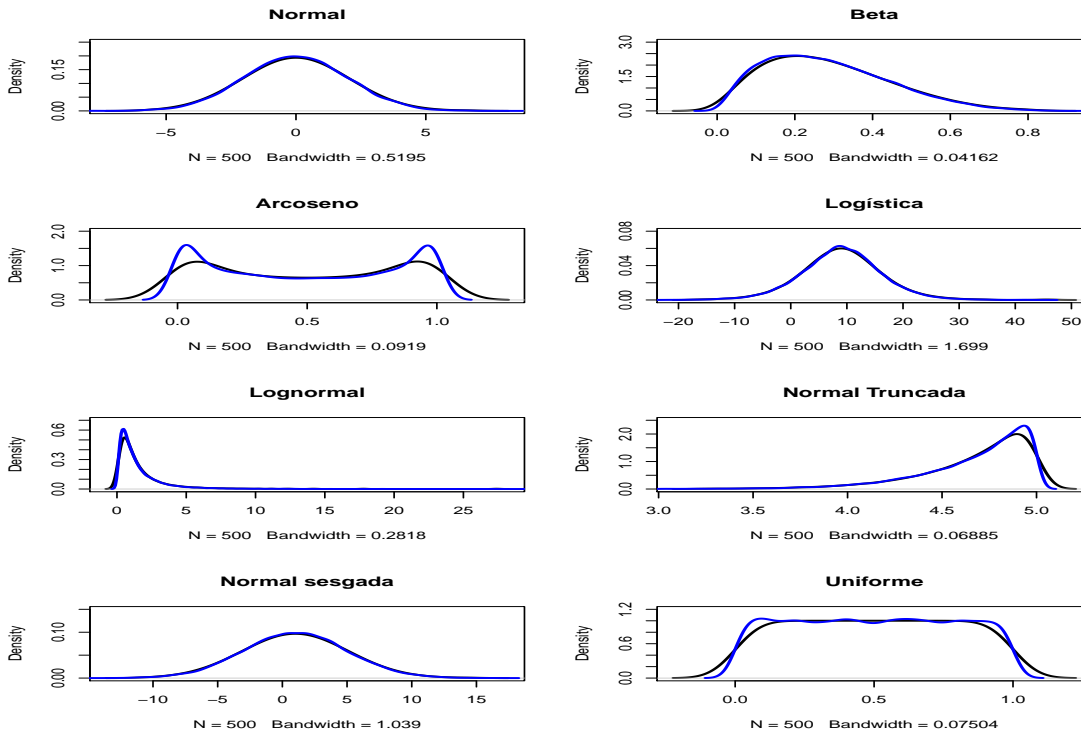 Normal
Density
0.00 0.15
−5 0 5
N = 500 Bandwidth = 0.5195
Beta
Density
0.0 1.5 3.0
0.0 0.2 0.4 0.6 0.8
N = 500 Bandwidth = 0.04162
Arcoseno
Density
0.0 1.0 2.0
0.0 0.5 1.0
N = 500 Bandwidth = 0.0919
Logística
Density
0.00 0.04 0.08
−20 −10 0 10 20 30 40 50
N = 500 Bandwidth = 1.699
Lognormal
Density
0.0 0.3 0.6
0 5 10 15 20 25
N = 500 Bandwidth = 0.2818
Normal Truncada
Density
0.0 1.0 2.0
3.0 3.5 4.0 4.5 5.0
N = 500 Bandwidth = 0.06885
Normal sesgada
Density
0.00 0.10
−10 −5 0 5 10 15
N = 500 Bandwidth = 1.039
Uniforme
Density
0.0 0.6 1.2
0.0 0.5 1.0
N = 500 Bandwidth = 0.07504